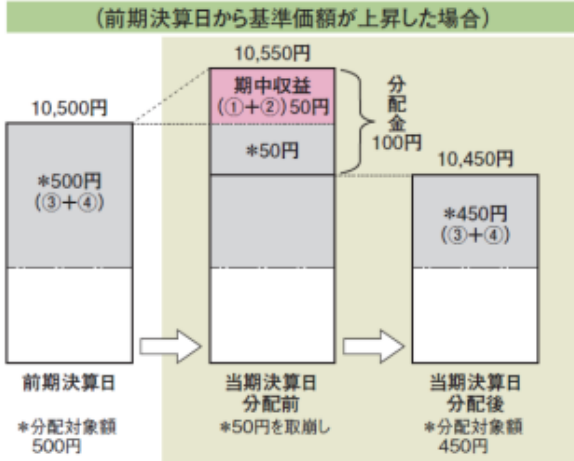 (前期決算日から基準価額が上昇した場合)
10,550円
期中収益
(①+②)50円
*50円
分配金
100円
10,500円
*500円
(③+④)
10,450円
*450円
(③+④)
前期決算日
*分配対象額
500円
当期決算日
分配前
*50円を取崩し
当期決算日
分配後
*分配対象額
450円